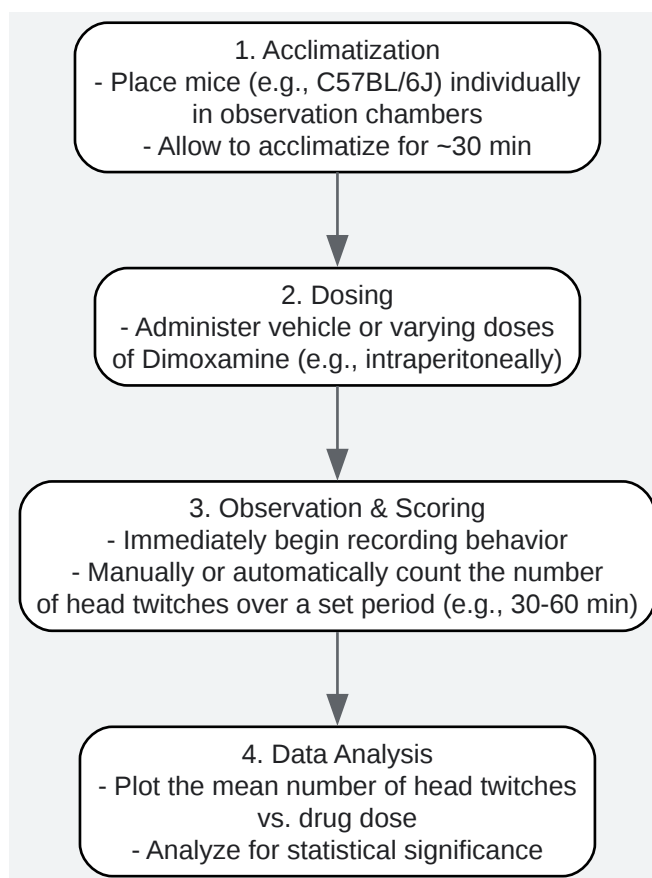 1. Acclimatization
- Place mice (e.g., C57BL/6J) individually
in observation chambers
- Allow to acclimatize for ~30 min
2. Dosing
- Administer vehicle or varying doses
of Dimoxamine (e.g., intraperitoneally)
3. Observation & Scoring
- Immediately begin recording behavior
- Manually or automatically count the number
of head twitches over a set period (e.g., 30-60 min)
4. Data Analysis
- Plot the mean number of head twitches
vs. drug dose
- Analyze for statistical significance